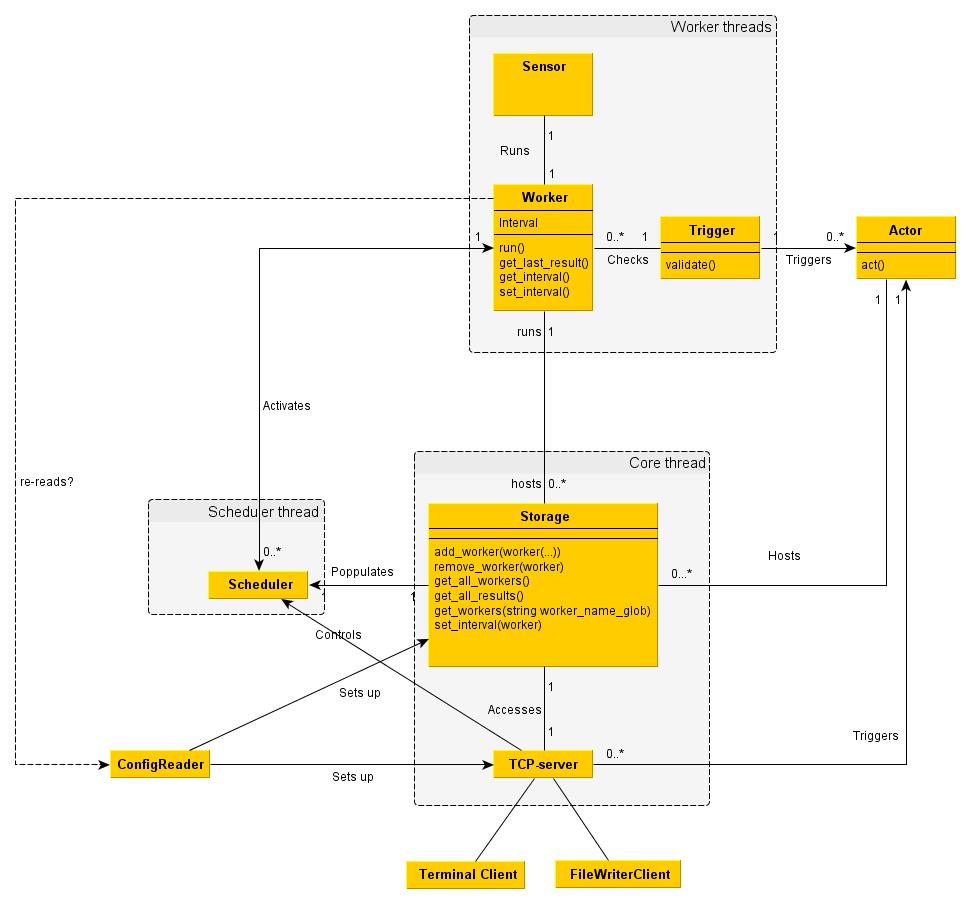 Worker threads
Sensor
1
Runs
1
Worker
Interval
run()
get_last_result()
get_interval()
set_interval()
1
0..*
1
Checks
Trigger
validate()
1
0..*
Triggers
Actor
act()
1
1
runs
1
Activates
re-reads?
Core thread
hosts
0..*
Scheduler thread
0..*
Scheduler
1
Poppulates
1
Storage
add_worker(worker(...))
remove_worker(worker)
get_all_workers()
get_all_results()
get_workers(string worker_name_glob)
set_interval(worker)
0...*
Hosts
Controls
Sets up
1
Accesses
1
ConfigReader
Sets up
TCP-server
0..*
Triggers
Terminal Client
FileWriterClient